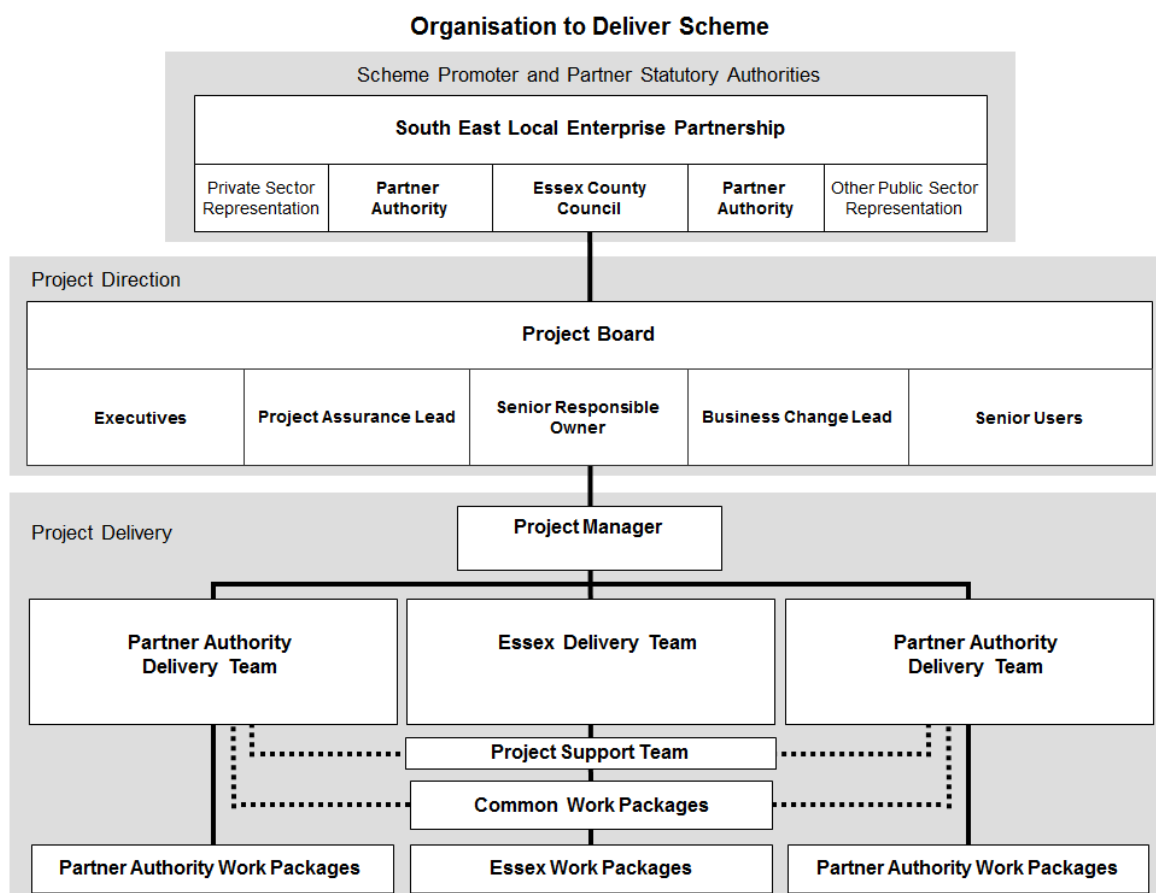 Organisation to Deliver Scheme
Scheme Promoter and Partner Statutory Authorities
South East Local Enterprise Partnership
Private Sector
Representation
Partner
Authority
Essex County
Council
Partner
Authority
Other Public Sector
Representation
Project Direction
Project Board
Executives
Project Assurance Lead
Senior Responsible
Owner
Business Change Lead
Senior Users
Project Delivery
Project Manager
Partner Authority
Delivery Team
Essex Delivery Team
Partner Authority
Delivery Team
Project Support Team
Common Work Packages
Partner Authority Work Packages
Essex Work Packages
Partner Authority Work Packages